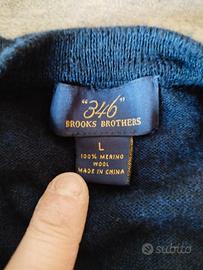 "346"
BROOKS BROTHERS
L
100% MERINO
WOOL
MADE IN CHINA
subito